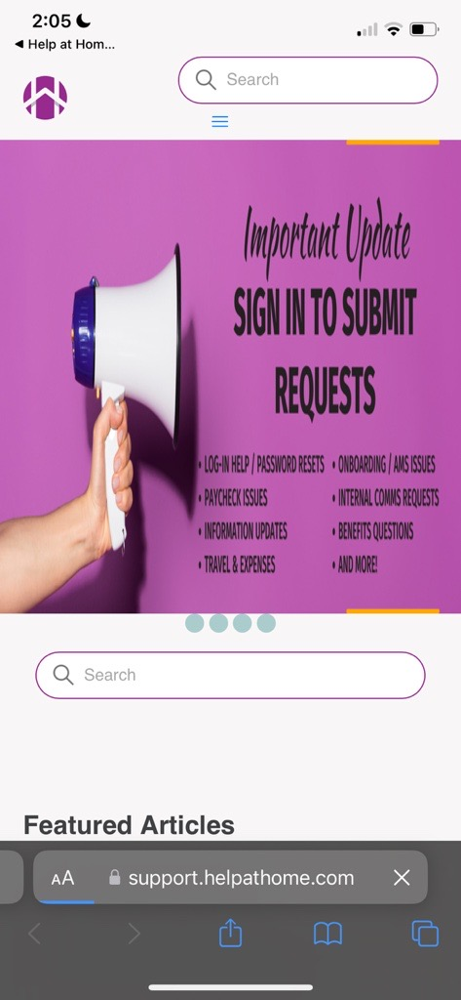 2:05
◀ Help at Hom...
Search
Important Update
SIGN IN TO SUBMIT
REQUESTS
• LOG-IN HELP / PASSWORD RESETS
• PAYCHECK ISSUES
• INFORMATION UPDATES
• TRAVEL & EXPENSES
• ONBOARDING / AMS ISSUES
• INTERNAL COMMS REQUESTS
• BENEFITS QUESTIONS
• AND MORE!
Search
Featured Articles
AA support.helpathome.com